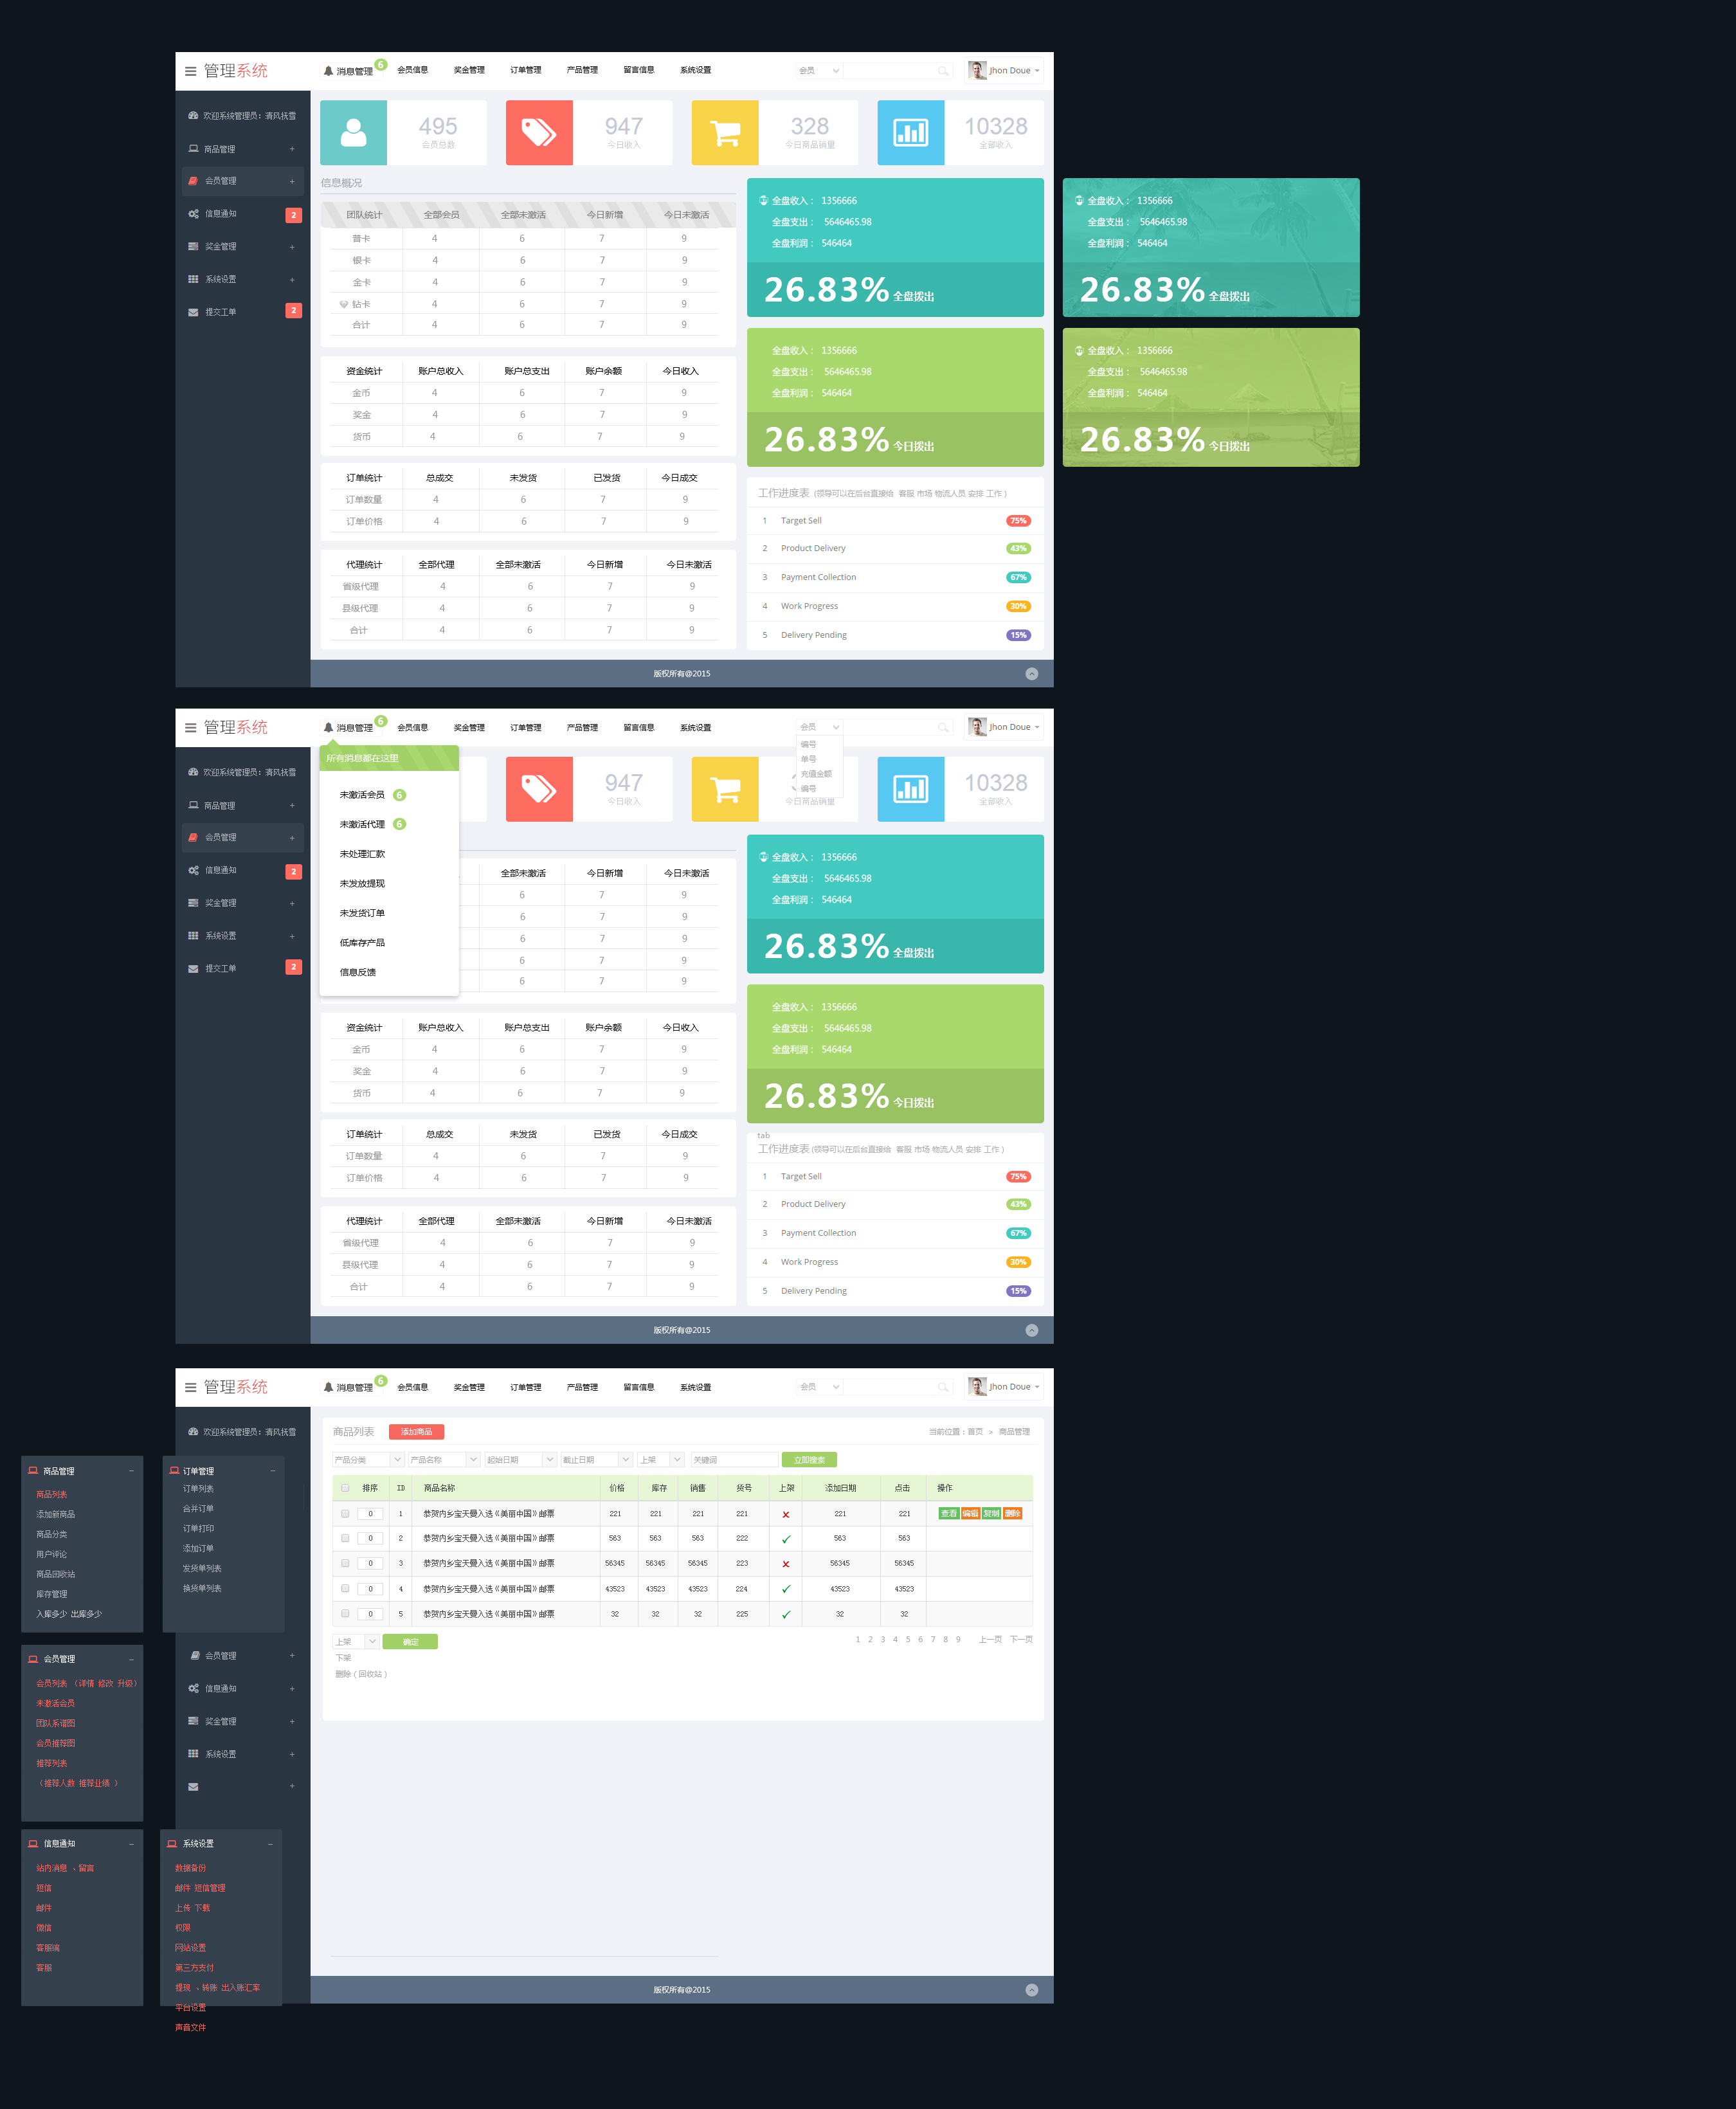 管理系统 消息管理 6 会员信息 奖金管理 订单管理 产品管理 留言信息 系统设置 会员 Jhon Doue
欢迎系统管理员：清风扶雪
商品管理 +
会员管理 +
信息通知 2
奖金管理 +
系统设置 +
提交工单 2
495 947 328 10328
会员总数 今日收入 今日商品销量 全部收入
信息概况
团队统计 全部会员 全部未激活 今日新增 今日未激活
普卡 4 6 7 9
银卡 4 6 7 9
金卡 4 6 7 9
钻卡 4 6 7 9
合计 4 6 7 9
资金统计 账户总收入 账户总支出 账户余额 今日收入
金币 4 6 7 9
奖金 4 6 7 9
货币 4 6 7 9
订单统计 总成交 未发货 已发货 今日成交
订单数量 4 6 7 9
订单价格 4 6 7 9
代理统计 全部代理 全部未激活 今日新增 今日未激活
省级代理 4 6 7 9
县级代理 4 6 7 9
合计 4 6 7 9
全盘收入： 1356666
全盘支出： 5646465.98
全盘利润： 546464
26.83% 全盘拨出
全盘收入： 1356666
全盘支出： 5646465.98
全盘利润： 546464
26.83% 今日拨出
全盘收入： 1356666
全盘支出： 5646465.98
全盘利润： 546464
26.83% 全盘拨出
全盘收入： 1356666
全盘支出： 5646465.98
全盘利润： 546464
26.83% 今日拨出
工作进度表 (领导可以在后台直接给 客服 市场 物流人员 安排 工作 )
1 Target Sell 75%
2 Product Delivery 43%
3 Payment Collection 67%
4 Work Progress 30%
5 Delivery Pending 15%
版权所有@2015
管理系统 消息管理 6 会员信息 奖金管理 订单管理 产品管理 留言信息 系统设置 会员 Jhon Doue
编号
单号
充值金额
编号
欢迎系统管理员：清风扶雪
商品管理 +
会员管理 +
信息通知 2
奖金管理 +
系统设置 +
提交工单 2
所有消息都在这里
未激活会员 6
未激活代理 6
未处理汇款
未发放提现
未发货订单
低库存产品
信息反馈
947 10328
今日收入 今日商品销量 全部收入
全部未激活 今日新增 今日未激活
6 7 9
6 7 9
6 7 9
6 7 9
6 7 9
资金统计 账户总收入 账户总支出 账户余额 今日收入
金币 4 6 7 9
奖金 4 6 7 9
货币 4 6 7 9
订单统计 总成交 未发货 已发货 今日成交
订单数量 4 6 7 9
订单价格 4 6 7 9
代理统计 全部代理 全部未激活 今日新增 今日未激活
省级代理 4 6 7 9
县级代理 4 6 7 9
合计 4 6 7 9
全盘收入： 1356666
全盘支出： 5646465.98
全盘利润： 546464
26.83% 全盘拨出
全盘收入： 1356666
全盘支出： 5646465.98
全盘利润： 546464
26.83% 今日拨出
tab
工作进度表 (领导可以在后台直接给 客服 市场 物流人员 安排 工作 )
1 Target Sell 75%
2 Product Delivery 43%
3 Payment Collection 67%
4 Work Progress 30%
5 Delivery Pending 15%
版权所有@2015
管理系统 消息管理 6 会员信息 奖金管理 订单管理 产品管理 留言信息 系统设置 会员 Jhon Doue
欢迎系统管理员：清风扶雪
商品管理 −
商品列表
添加新商品
商品分类
用户评论
商品回收站
库存管理
入库多少 出库多少
订单管理 −
订单列表
合并订单
订单打印
添加订单
发货单列表
换货单列表
会员管理 −
会员列表 （详情 修改 升级）
未激活会员
团队系谱图
会员推荐图
推荐列表
（推荐人数 推荐业绩 ）
会员管理 +
信息通知 +
奖金管理 +
系统设置 +
+
信息通知 −
站内消息 、留言
短信
邮件
微信
客服端
客服
系统设置 −
数据备份
邮件 短信管理
上传 下载
权限
网站设置
第三方支付
提现 、转账 出入账汇率
平台设置
声音文件
商品列表 添加商品 当前位置：首页 > 商品管理
产品分类 产品名称 起始日期 截止日期 上架 关键词 立即搜索
排序 ID 商品名称 价格 库存 销售 货号 上架 添加日期 点击 操作
0 1 恭贺内乡宝天曼入选《美丽中国》邮票 221 221 221 221 ✗ 221 221 查看 编辑 复制 删除
0 2 恭贺内乡宝天曼入选《美丽中国》邮票 563 563 563 222 ✓ 563 563
0 3 恭贺内乡宝天曼入选《美丽中国》邮票 56345 56345 56345 223 ✗ 56345 56345
0 4 恭贺内乡宝天曼入选《美丽中国》邮票 43523 43523 43523 224 ✓ 43523 43523
0 5 恭贺内乡宝天曼入选《美丽中国》邮票 32 32 32 225 ✓ 32 32
上架 确定 1 2 3 4 5 6 7 8 9 上一页 下一页
下架
删除（回收站）
版权所有@2015